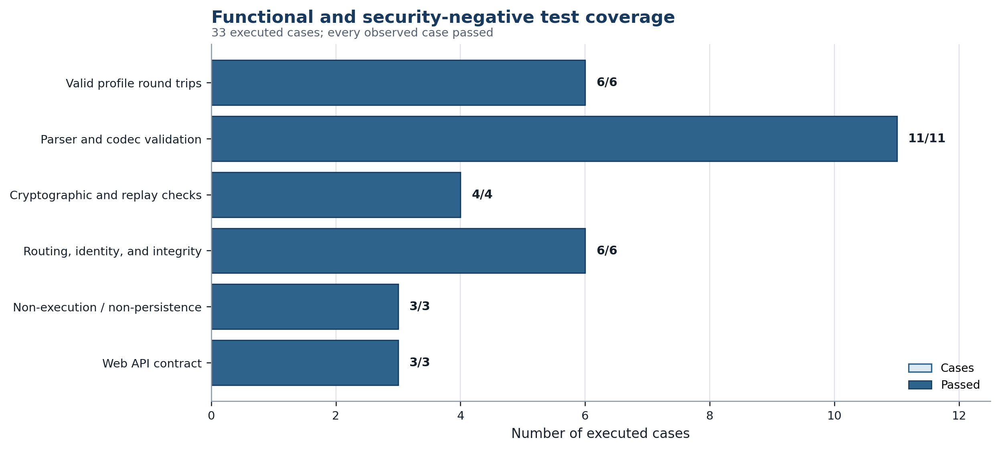 Functional and security-negative test coverage
33 executed cases; every observed case passed
Valid profile round trips
6/6
Parser and codec validation
11/11
Cryptographic and replay checks
4/4
Routing, identity, and integrity
6/6
Non-execution / non-persistence
3/3
Web API contract
3/3
Cases
Passed
0 2 4 6 8 10 12
Number of executed cases